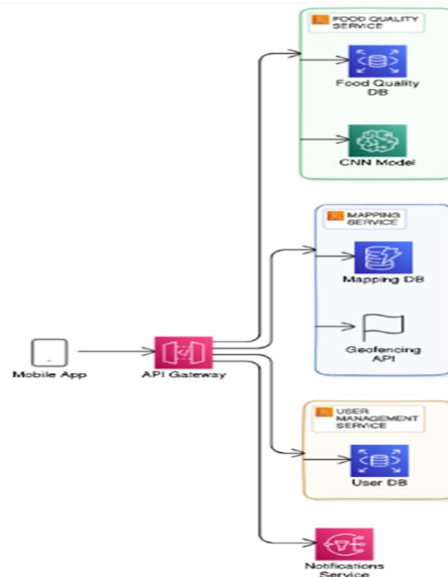 FOOD QUALITY
SERVICE
Food Quality
DB
CNN Model
MAPPING
SERVICE
Mapping DB
Geofencing
API
Mobile App
API Gateway
USER
MANAGEMENT
SERVICE
User DB
Notifications
Service